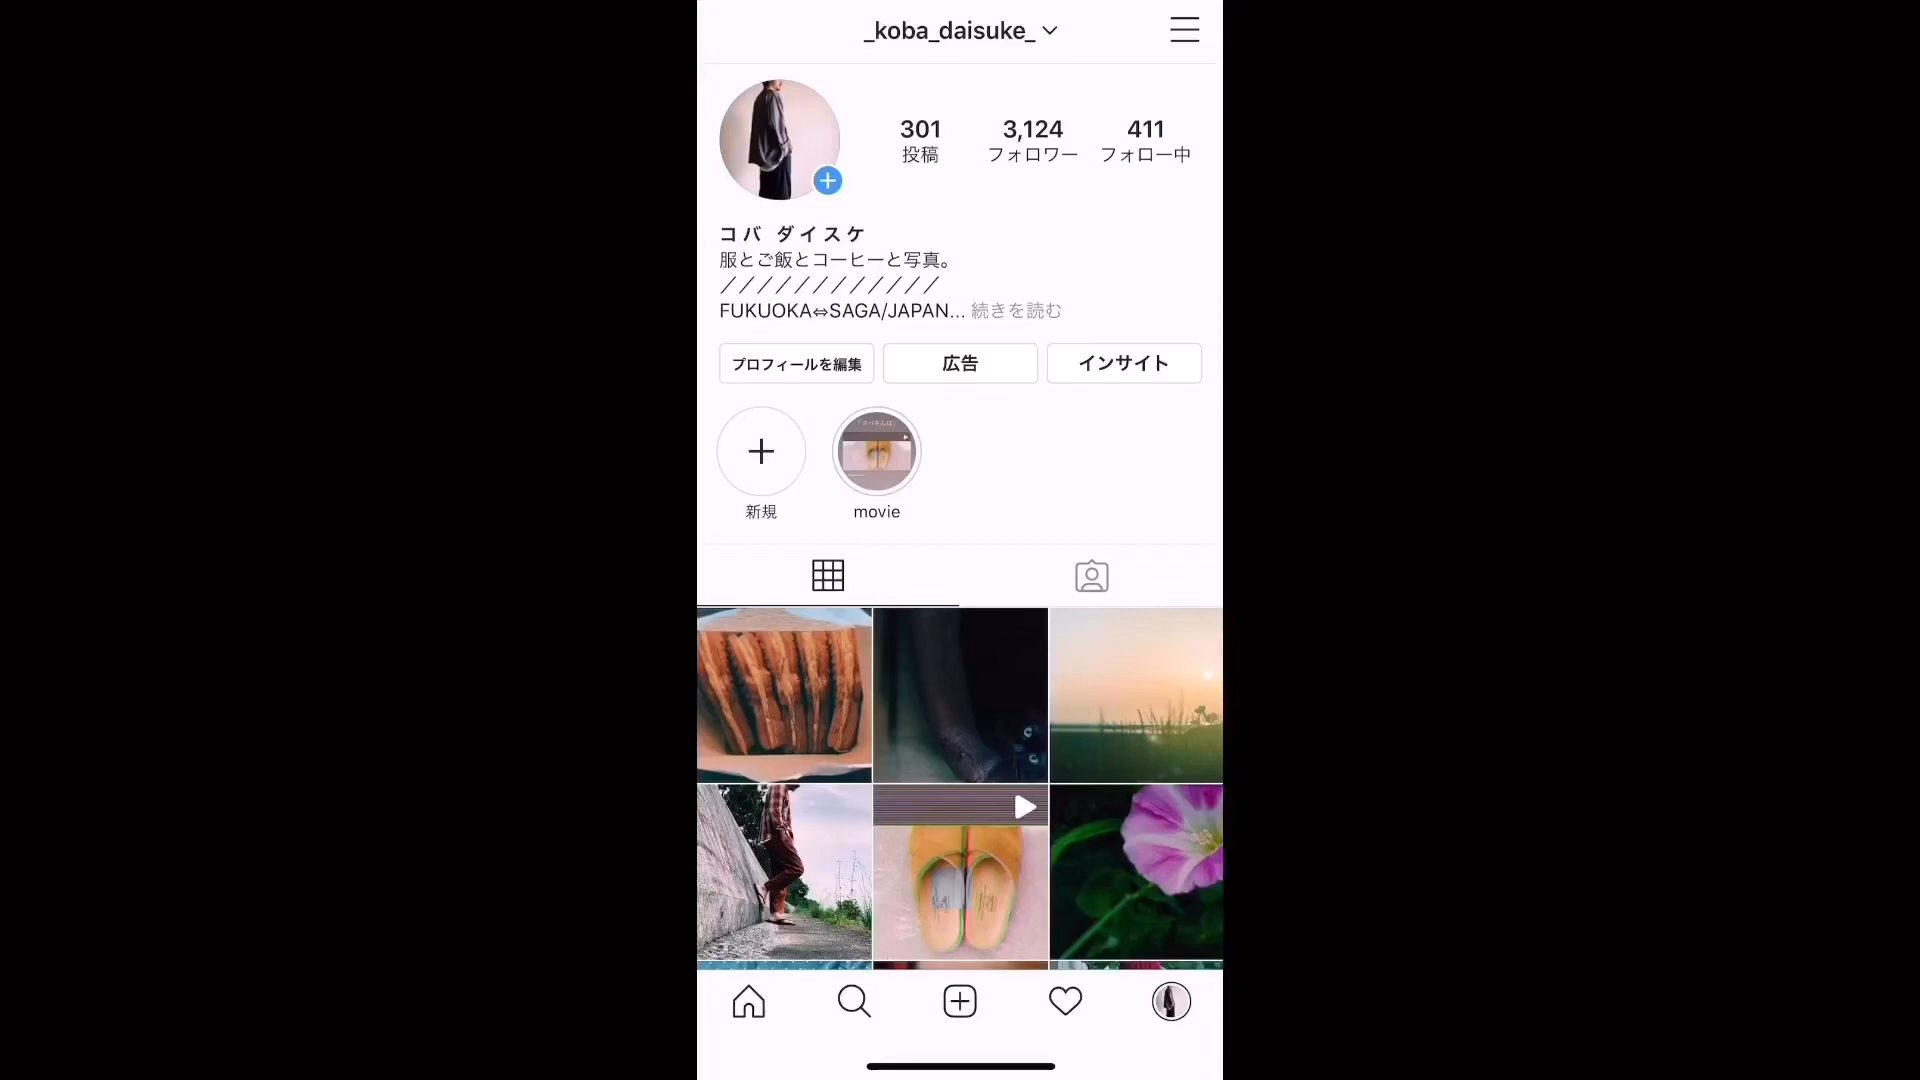 _koba_daisuke_
301
投稿
3,124
フォロワー
411
フォロー中
コバ ダイスケ
服とご飯とコーヒーと写真。
////////////
FUKUOKA⇔SAGA/JAPAN... 続きを読む
プロフィールを編集
広告
インサイト
新規
movie